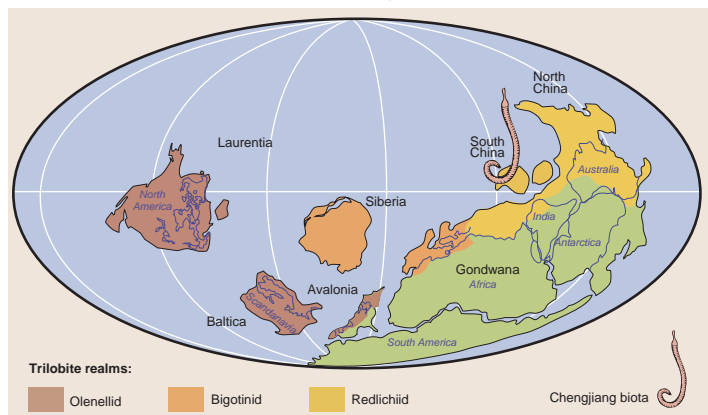 North
China
Laurentia
South
China
Australia
North
America
Siberia
India
Antarctica
Gondwana
Africa
Avalonia
Scandanavia
Baltica
South America
Trilobite realms:
Olenellid
Bigotinid
Redlichiid
Chengjiang biota